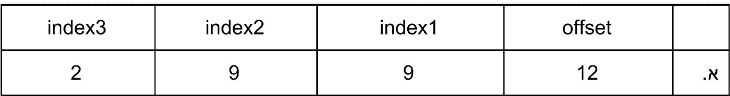 index3 index2 index1 offset
2 9 9 12 א.